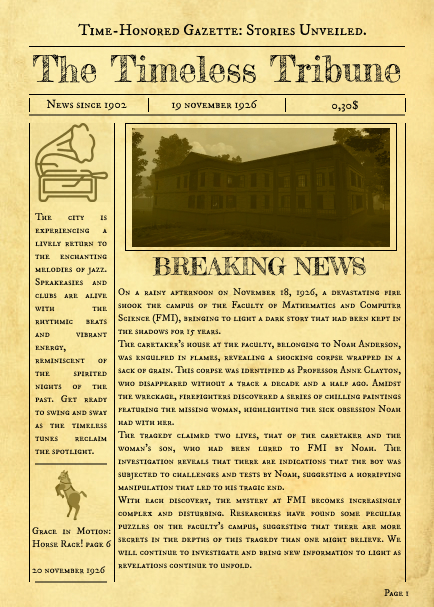 Time-Honored Gazette: Stories Unveiled.
The Timeless Tribune
News since 1902
19 november 1926
0,30$
The city is
experiencing a
lively return to
the enchanting
melodies of jazz.
Speakeasies and
clubs are alive
with the
rhythmic beats
and vibrant
energy,
reminiscent of
the spirited
nights of the
past. Get ready
to swing and sway
as the timeless
tunes reclaim
the spotlight.
Grace in Motion:
Horse Race! page 6
20 november 1926
BREAKING NEWS
On a rainy afternoon on November 18, 1926, a devastating fire
shook the campus of the Faculty of Mathematics and Computer
Science (FMI), bringing to light a dark story that had been kept in
the shadows for 15 years.
The caretaker's house at the faculty, belonging to Noah Anderson,
was engulfed in flames, revealing a shocking corpse wrapped in a
sack of grain. This corpse was identified as Professor Anne Clayton,
who disappeared without a trace a decade and a half ago. Amidst
the wreckage, firefighters discovered a series of chilling paintings
featuring the missing woman, highlighting the sick obsession Noah
had with her.
The tragedy claimed two lives, that of the caretaker and the
woman's son, who had been lured to FMI by Noah. The
investigation reveals that there are indications that the boy was
subjected to challenges and tests by Noah, suggesting a horrifying
manipulation that led to his tragic end.
With each discovery, the mystery at FMI becomes increasingly
complex and disturbing. Researchers have found some peculiar
puzzles on the faculty's campus, suggesting that there are more
secrets in the depths of this tragedy than one might believe. We
will continue to investigate and bring new information to light as
revelations continue to unfold.
Page 1